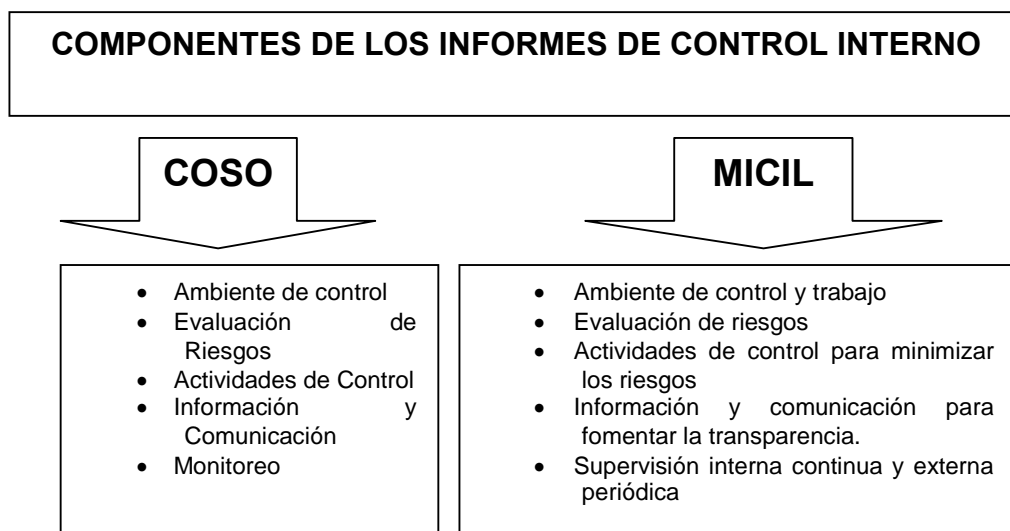 COMPONENTES DE LOS INFORMES DE CONTROL INTERNO
COSO
• Ambiente de control
• Evaluación de
Riesgos
• Actividades de Control
• Información y
Comunicación
• Monitoreo
MICIL
• Ambiente de control y trabajo
• Evaluación de riesgos
• Actividades de control para minimizar
los riesgos
• Información y comunicación para
fomentar la transparencia.
• Supervisión interna continua y externa
periódica